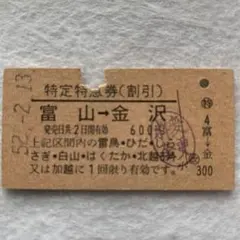 52.-2.13
特定特急券(割引)
富山→金沢
発売日共2日間有効 600円
上記区間内の雷鳥・ひだ・
さぎ・白山・はくたか・北越
又は加越に1回限り有効です。
特
4
富
↓
金
300